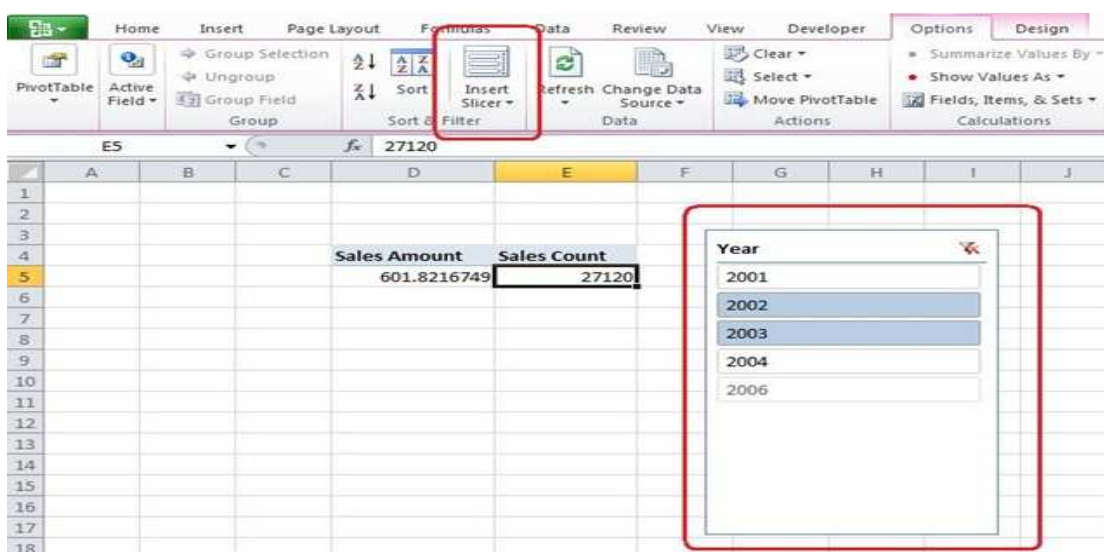 Home Insert Page Layout Formulas Data Review View Developer Options Design
Group Selection Clear Summarize Values By
Ungroup Select Show Values As
PivotTable Active Field Group Field Sort Insert Slicer Refresh Change Data Source Move PivotTable Fields, Items, & Sets
Group Sort & Filter Data Actions Calculations
E5 fx 27120
A B C D E F G H I J
1
2
3
4 Sales Amount Sales Count
5 601.8216749 27120
6
7
8
9
10
11
12
13
14
15
16
17
18
Year
2001
2002
2003
2004
2006